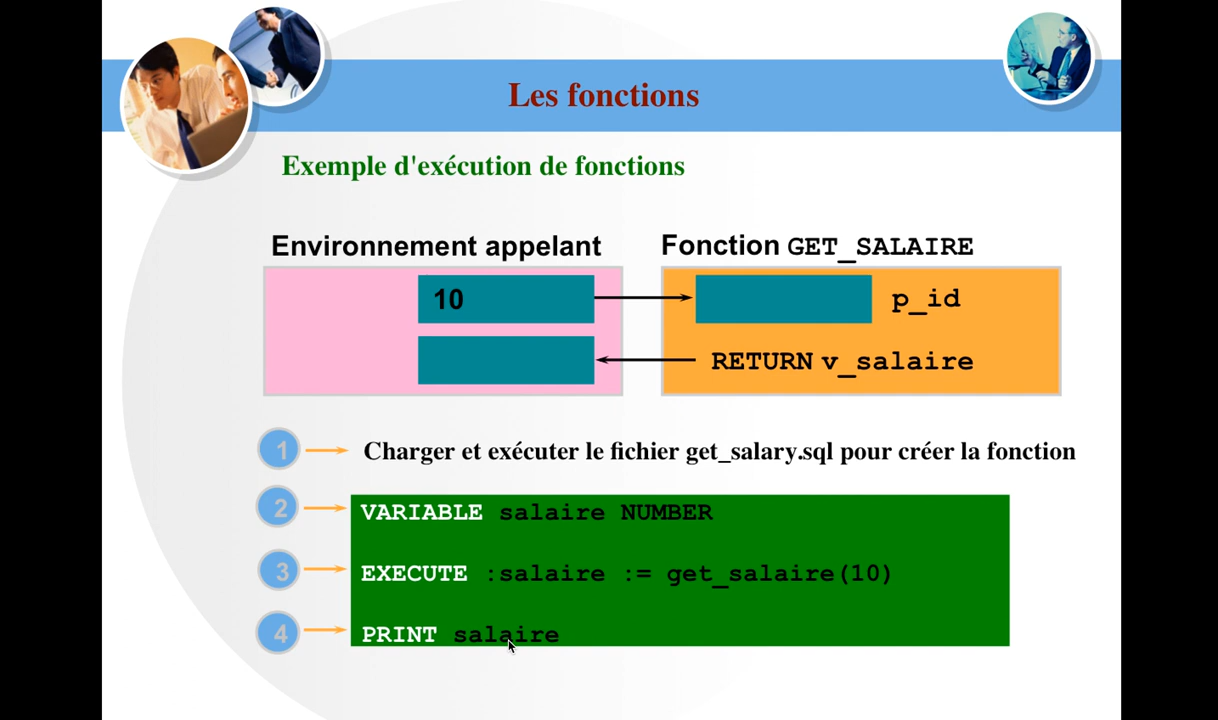 Les fonctions
Exemple d'exécution de fonctions
Environnement appelant
Fonction GET_SALAIRE
10
p_id
RETURN v_salaire
1 Charger et exécuter le fichier get_salary.sql pour créer la fonction
2 VARIABLE salaire NUMBER
3 EXECUTE :salaire := get_salaire(10)
4 PRINT salaire